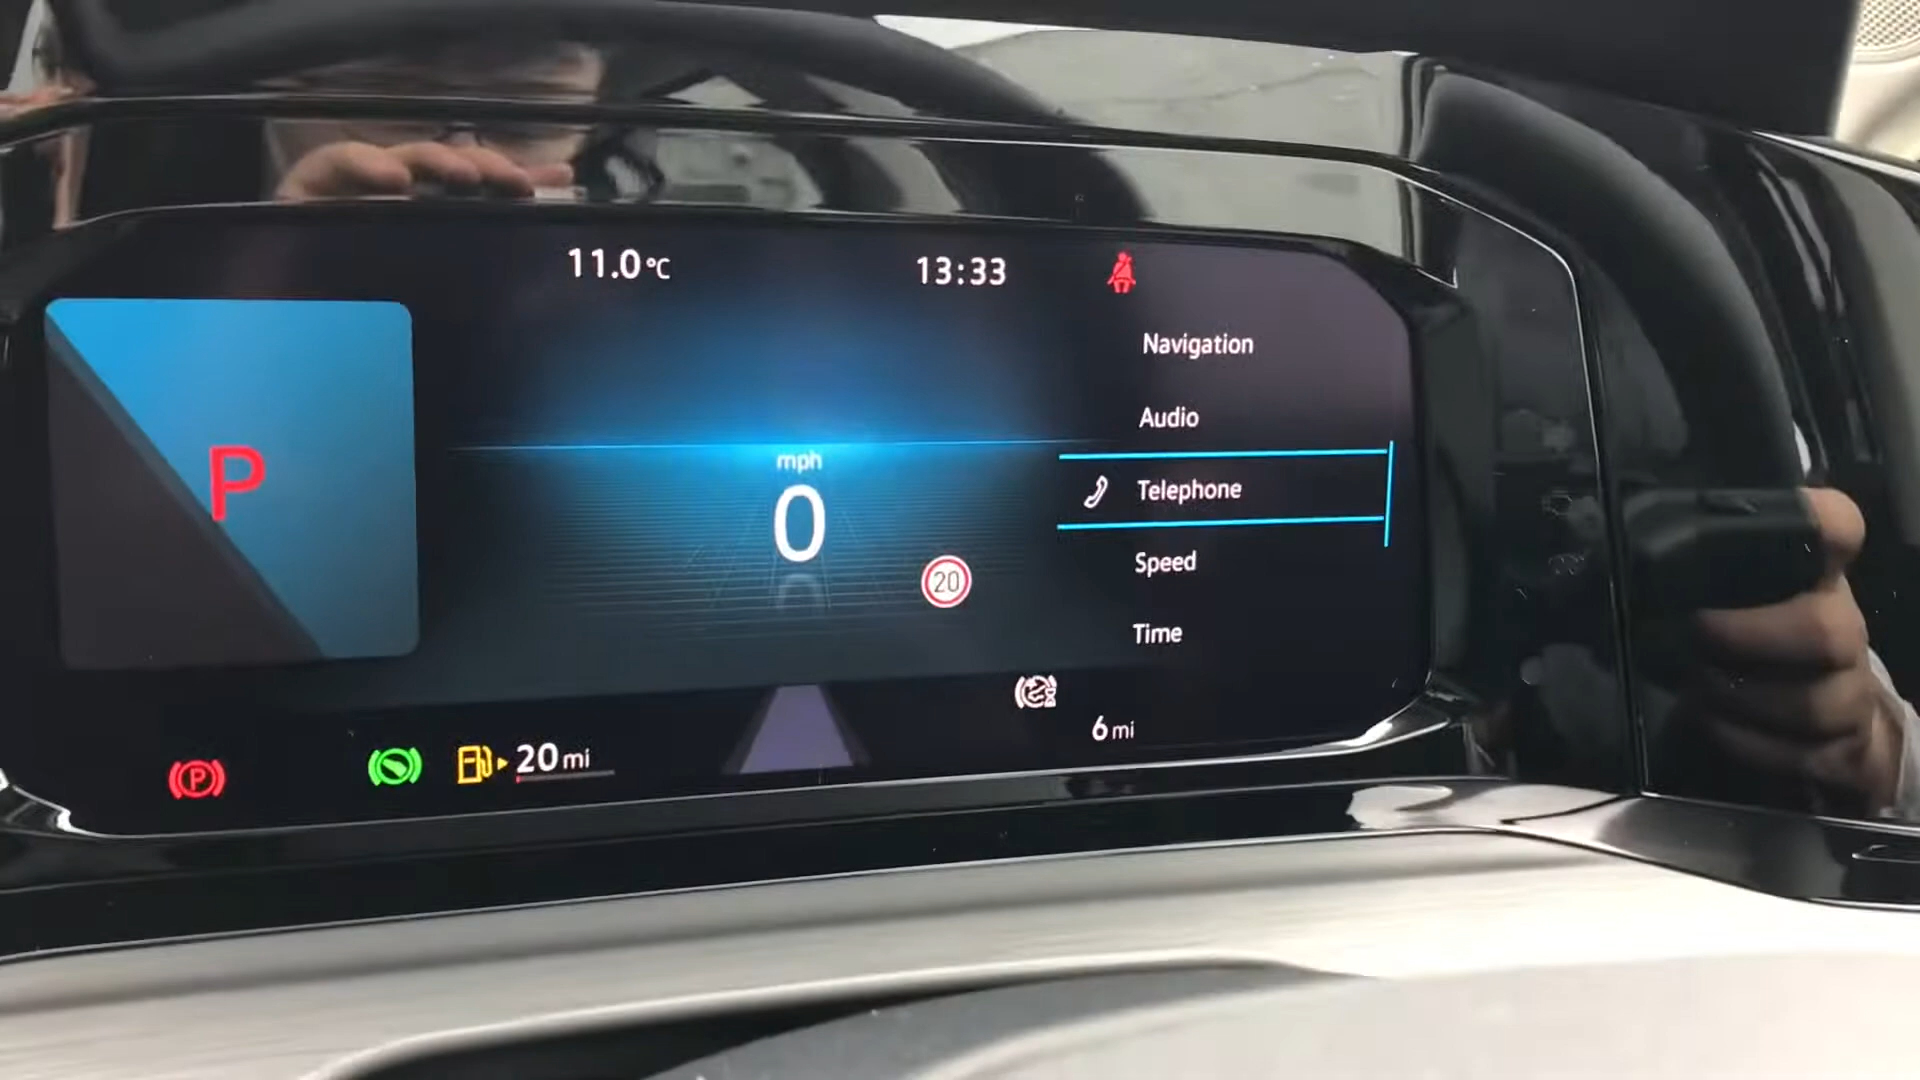 11.0 °C
13:33
Navigation
Audio
P
mph
Telephone
0
Speed
20
Time
6 mi
P
20 mi